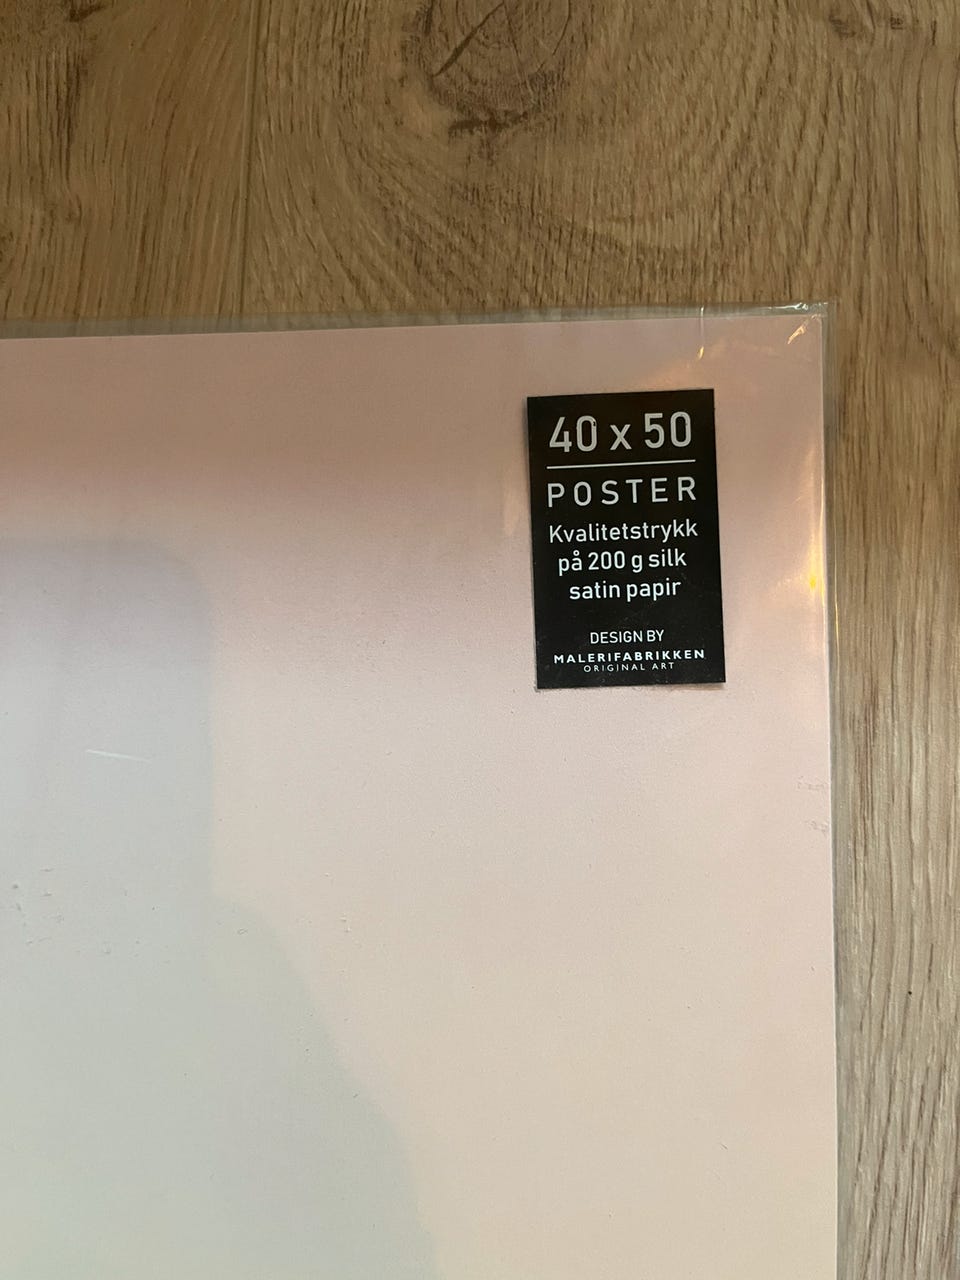 40 x 50
POSTER
Kvalitetstrykk
på 200 g silk
satin papir
DESIGN BY
MALERIFABRIKKEN
ORIGINAL ART